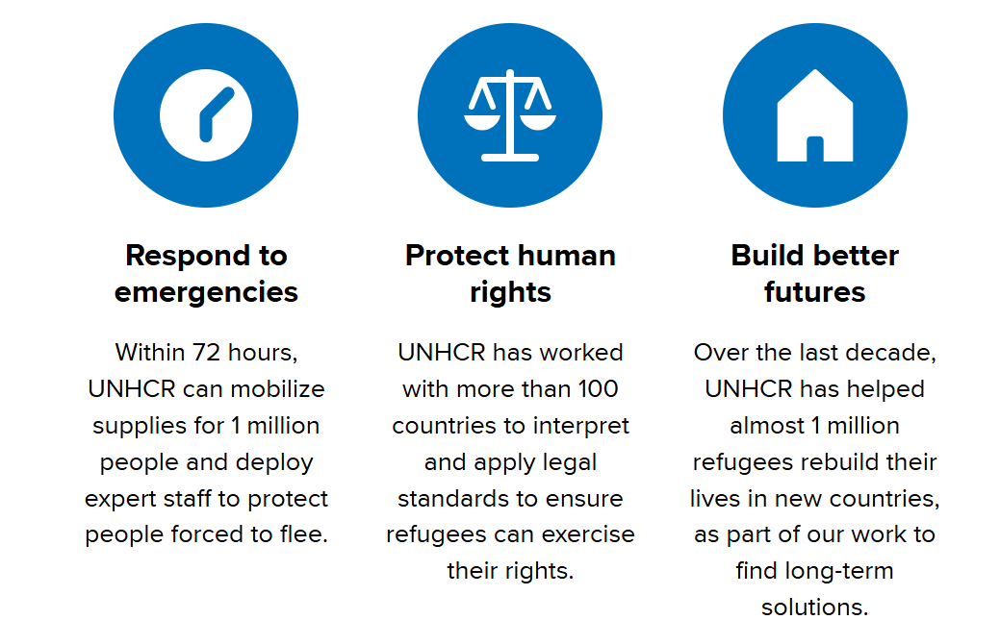 Respond to
emergencies
Within 72 hours,
UNHCR can mobilize
supplies for 1 million
people and deploy
expert staff to protect
people forced to flee.
Protect human
rights
UNHCR has worked
with more than 100
countries to interpret
and apply legal
standards to ensure
refugees can exercise
their rights.
Build better
futures
Over the last decade,
UNHCR has helped
almost 1 million
refugees rebuild their
lives in new countries,
as part of our work to
find long-term
solutions.